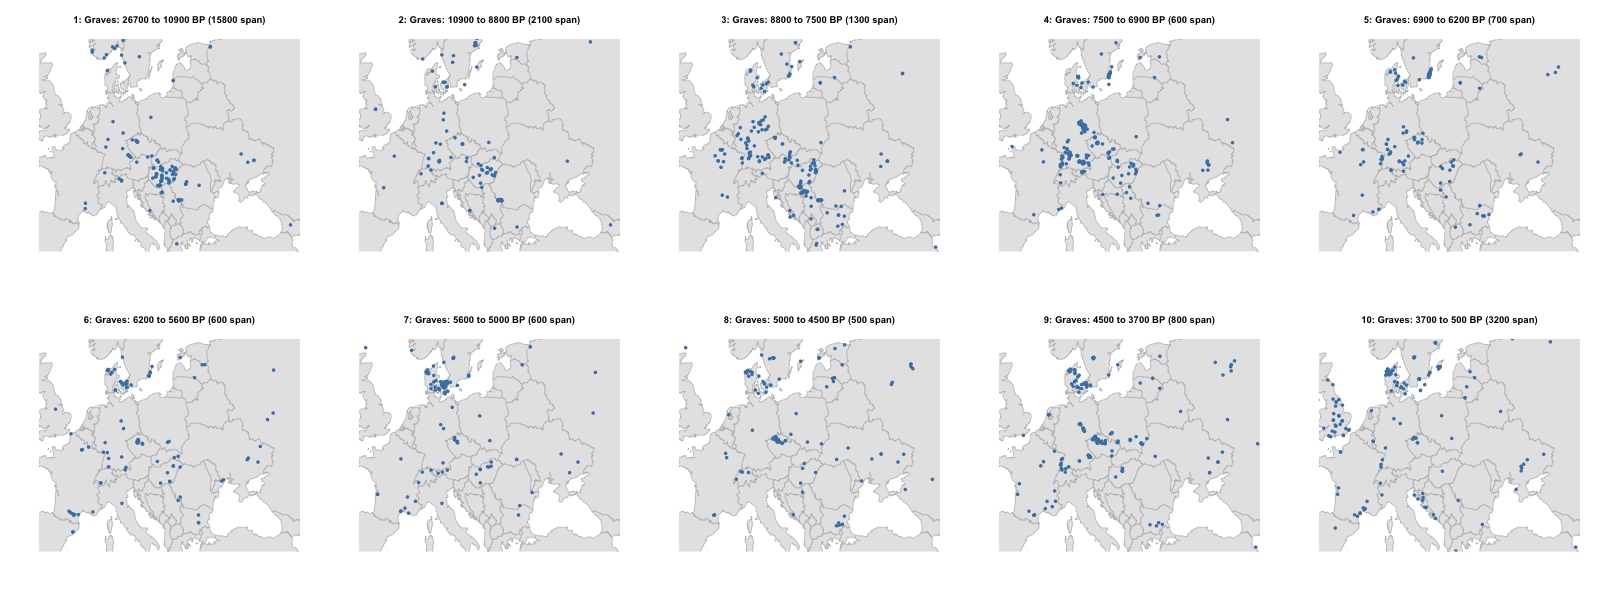 1: Graves: 26700 to 10900 BP (15800 span)
2: Graves: 10900 to 8800 BP (2100 span)
3: Graves: 8800 to 7500 BP (1300 span)
4: Graves: 7500 to 6900 BP (600 span)
5: Graves: 6900 to 6200 BP (700 span)
6: Graves: 6200 to 5600 BP (600 span)
7: Graves: 5600 to 5000 BP (600 span)
8: Graves: 5000 to 4500 BP (500 span)
9: Graves: 4500 to 3700 BP (800 span)
10: Graves: 3700 to 500 BP (3200 span)